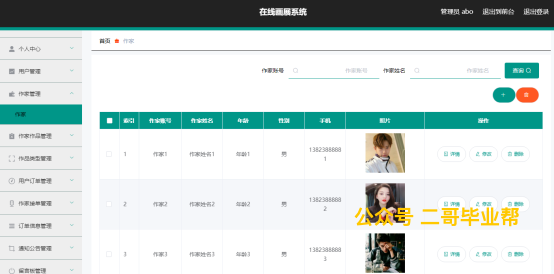 在线画展系统
管理员 abo 退出到前台 退出登录
个人中心
用户管理
作家管理
作家
作家作品管理
作品类型管理
用户订单管理
作家接单管理
订单信息管理
通知公告管理
留言板管理
首页 作家
作家账号 作家账号 作家姓名 作家姓名 查询
+
索引 作家账号 作家姓名 年龄 性别 手机 照片 操作
1 作家1 作家姓名1 年龄1 男 13823888881 详情 修改 删除
2 作家2 作家姓名2 年龄2 男 13823888882 详情 修改 删除
3 作家3 作家姓名3 年龄3 男 13823888883 详情 修改 删除
公众号 二哥毕业帮